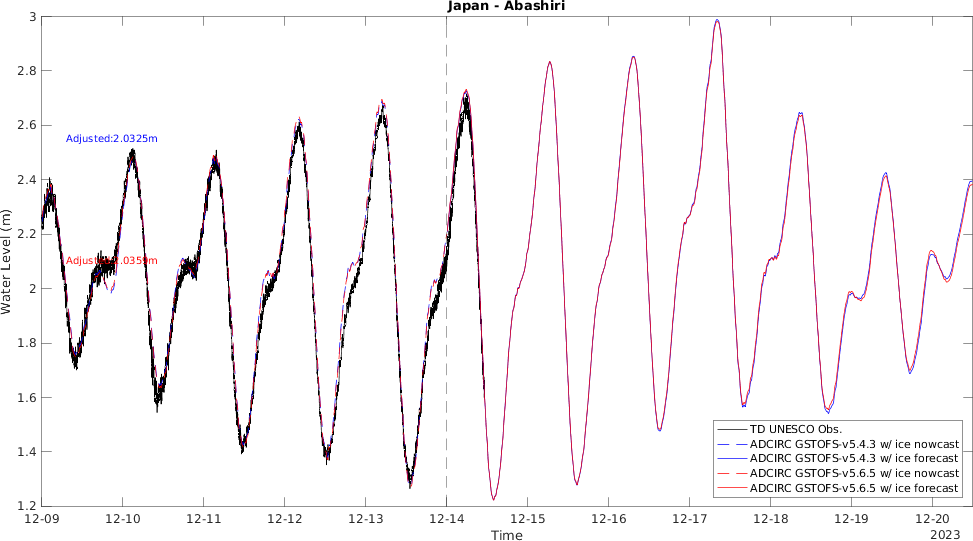 Japan - Abashiri
3
2.8
2.6
2.4
2.2
2
1.8
1.6
1.4
1.2
Water Level (m)
Adjusted:2.0325m
Adjusted:2.0359m
TD UNESCO Obs.
ADCIRC GSTOFS-v5.4.3 w/ ice nowcast
ADCIRC GSTOFS-v5.4.3 w/ ice forecast
ADCIRC GSTOFS-v5.6.5 w/ ice nowcast
ADCIRC GSTOFS-v5.6.5 w/ ice forecast
12-09 12-10 12-11 12-12 12-13 12-14 12-15 12-16 12-17 12-18 12-19 12-20
Time
2023